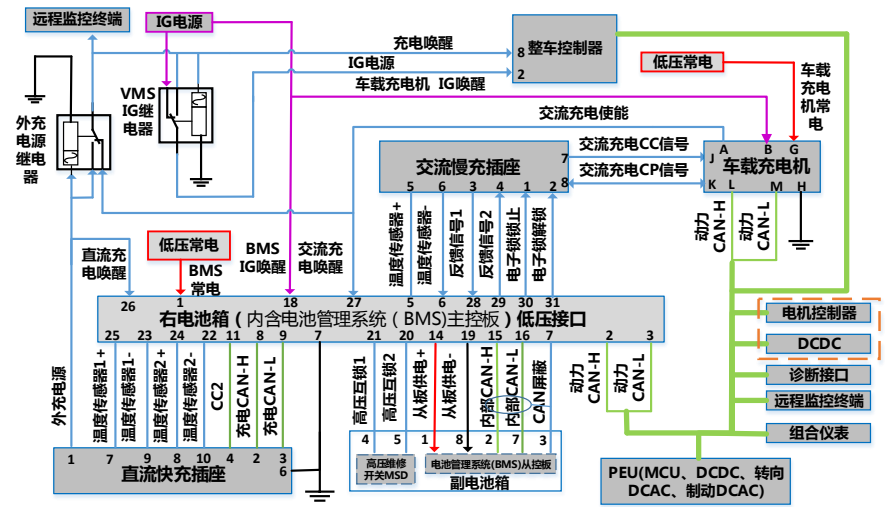 远程监控终端
IG电源
充电唤醒
8
整车控制器
IG电源
2
车载充电机 IG唤醒
低压常电
车载
充电
机常
电
VMS
IG继
电器
外充
电源
继电
器
交流充电使能
A
B
G
交流慢充插座
7
8
交流充电CC信号
交流充电CP信号
J
K
车载充电机
L
M
H
5
6
3
4
1
2
温度传感器+
温度传感器-
反馈信号1
反馈信号2
电子锁锁止
电子锁解锁
动力
CAN-H
动力
CAN-L
直流充
电唤醒
低压常电
BMS
常电
BMS
IG唤醒
交流充
电唤醒
26
1
18
27
5
6
28
29
30
31
右电池箱（内含电池管理系统（BMS)主控板）低压接口
25
23
24
22
11
8
9
7
21
20
14
19
15
16
7
2
3
外充电源
温度传感器1+
温度传感器1-
温度传感器2+
温度传感器2-
CC2
充电CAN-H
充电CAN-L
高压互锁1
高压互锁2
从板供电+
从板供电-
内部CAN-H
内部CAN-L
CAN屏蔽
动力
CAN-H
动力
CAN-L
电机控制器
DCDC
诊断接口
远程监控终端
组合仪表
1
7
9
8
10
4
2
3
6
直流快充插座
4
5
1
8
2
7
3
高压维修
开关MSD
电池管理系统(BMS)从控板
副电池箱
PEU(MCU、DCDC、转向
DCAC、制动DCAC)